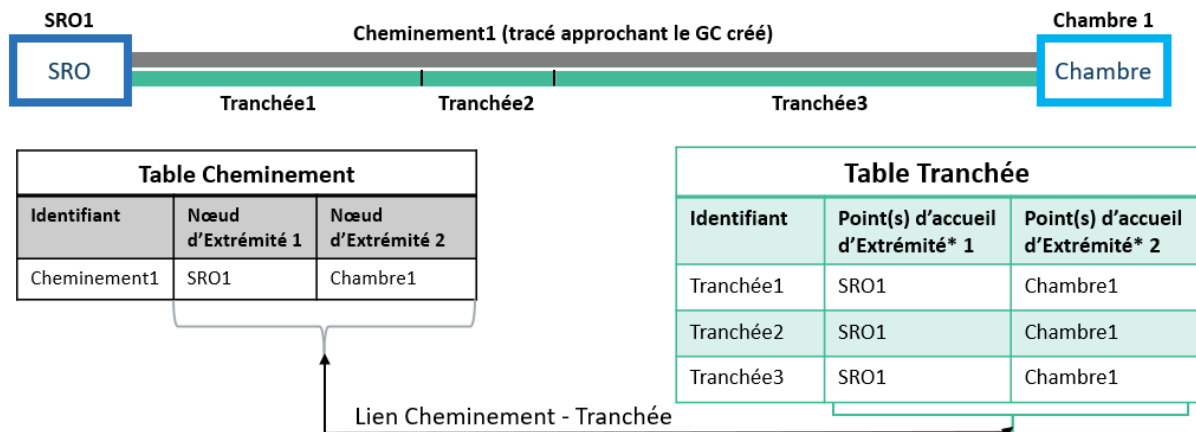 SRO1
Chambre 1
Cheminement1 (tracé approchant le GC créé)
SRO
Chambre
Tranchée1
Tranchée2
Tranchée3
Table Cheminement
Identifiant
Nœud
d'Extrémité 1
Nœud
d'Extrémité 2
Cheminement1
SRO1
Chambre1
Table Tranchée
Identifiant
Point(s) d'accueil
d'Extrémité* 1
Point(s) d'accueil
d'Extrémité* 2
Tranchée1
SRO1
Chambre1
Tranchée2
SRO1
Chambre1
Tranchée3
SRO1
Chambre1
Lien Cheminement - Tranchée